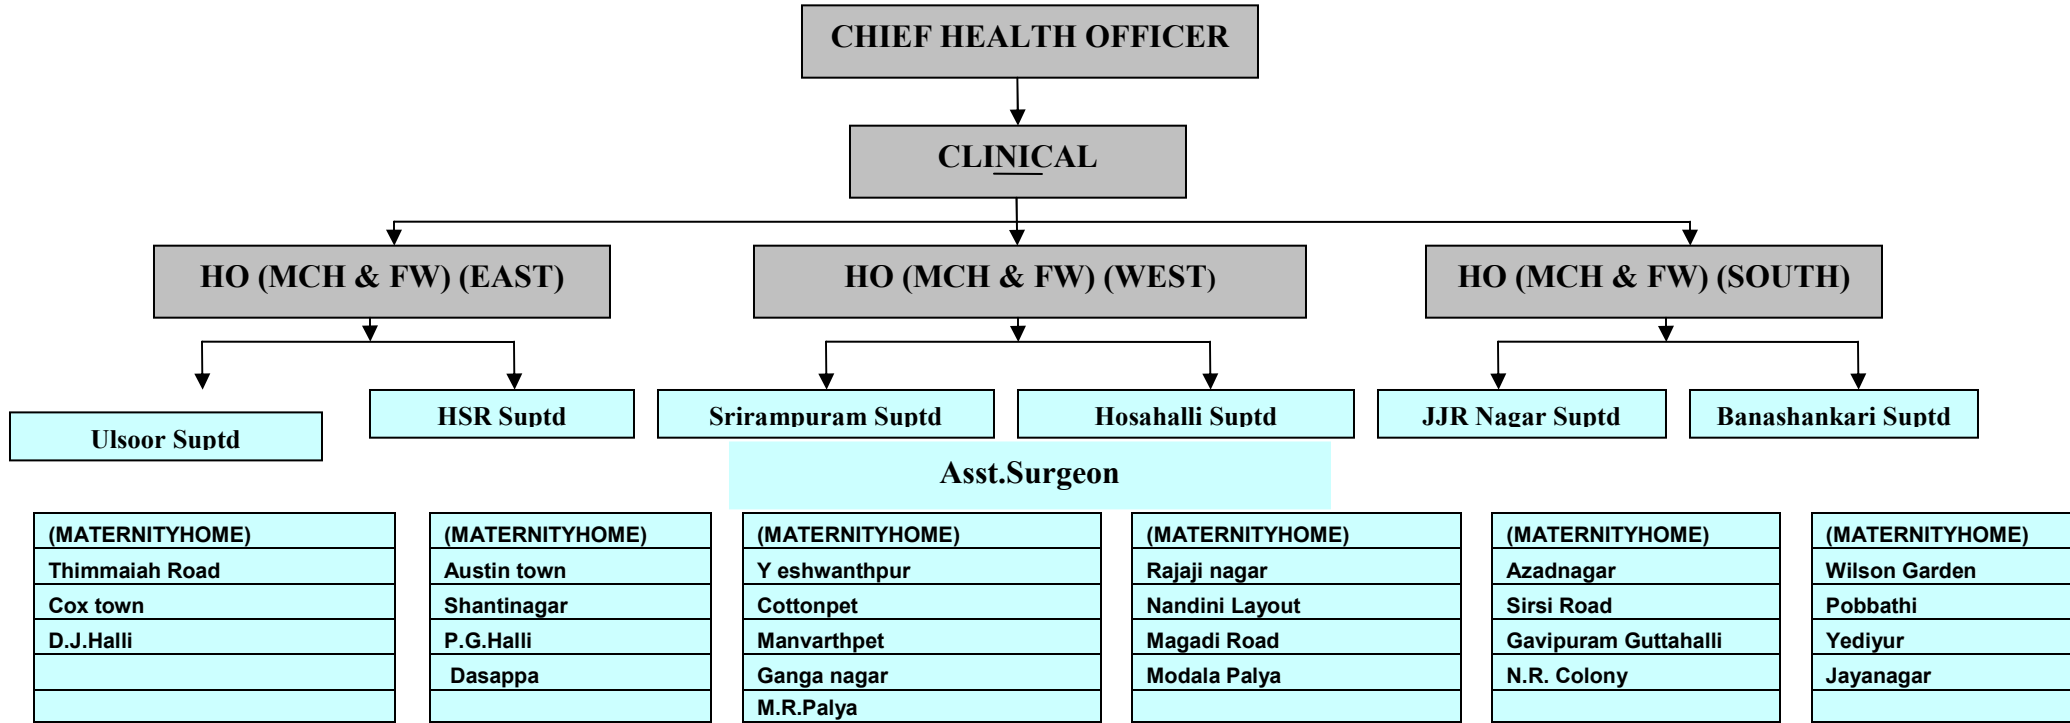 CHIEF HEALTH OFFICER
CLINICAL
HO (MCH & FW) (EAST)
HO (MCH & FW) (WEST)
HO (MCH & FW) (SOUTH)
Ulsoor Suptd
HSR Suptd
Srirampuram Suptd
Hosahalli Suptd
JJR Nagar Suptd
Banashankari Suptd
Asst.Surgeon
(MATERNITYHOME)
Thimmaiah Road
Cox town
D.J.Halli
(MATERNITYHOME)
Austin town
Shantinagar
P.G.Halli
Dasappa
(MATERNITYHOME)
Y eshwanthpur
Cottonpet
Manvarthpet
Ganga nagar
M.R.Palya
(MATERNITYHOME)
Rajaji nagar
Nandini Layout
Magadi Road
Modala Palya
(MATERNITYHOME)
Azadnagar
Sirsi Road
Gavipuram Guttahalli
N.R. Colony
(MATERNITYHOME)
Wilson Garden
Pobbathi
Yediyur
Jayanagar